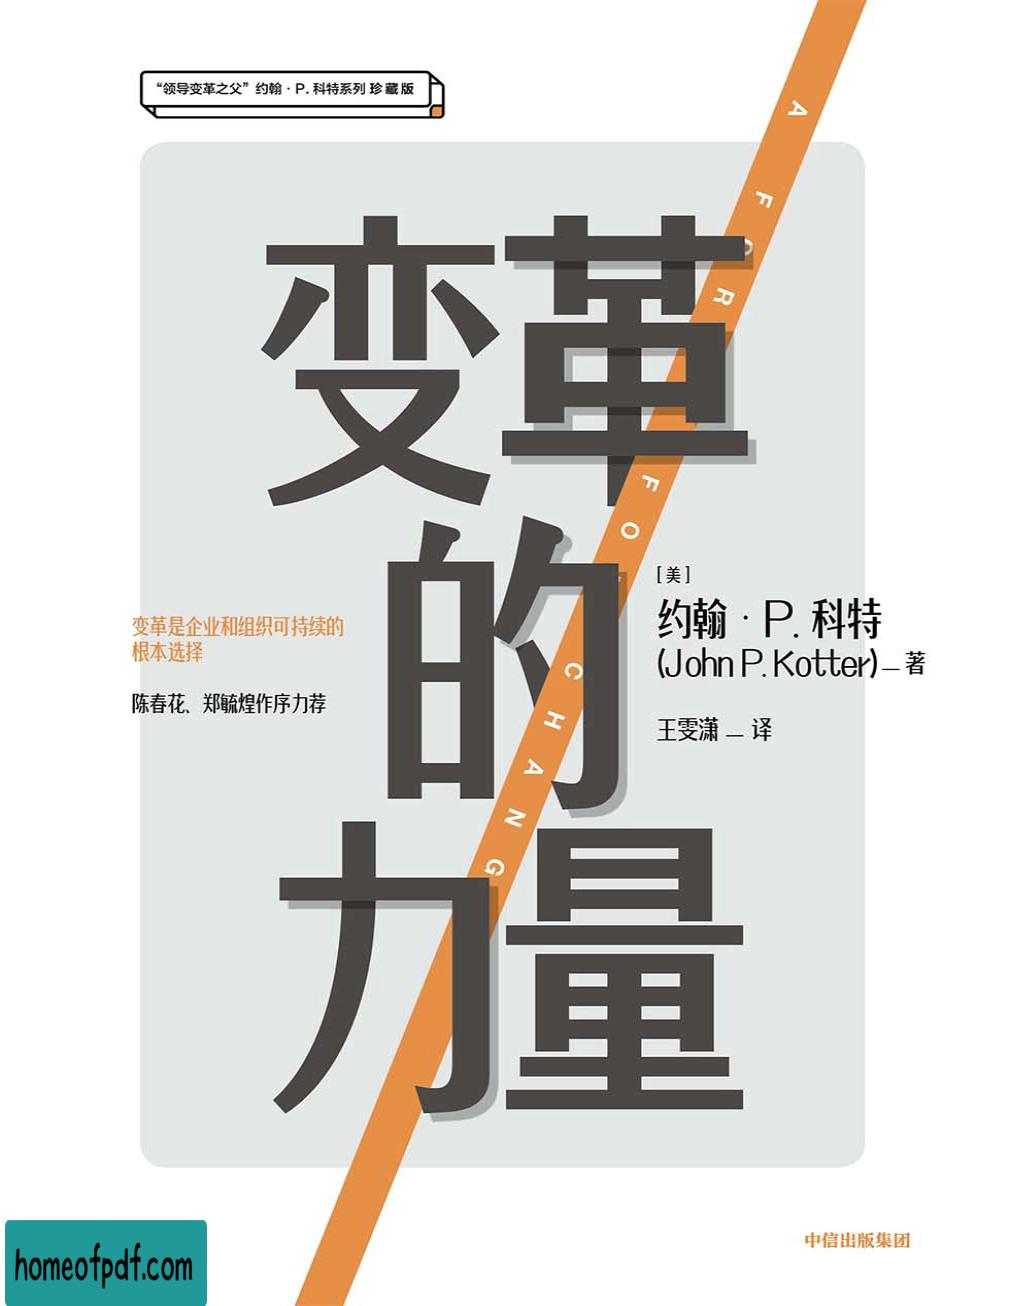 “领导变革之父”约翰·P.科特系列 珍藏版
A FORCE FOR CHANGE
变革
的
力量
变革是企业和组织可持续的
根本选择
陈春花、郑毓煌作序力荐
[美]
约翰·P.科特
(John P. Kotter) — 著
王雯潇 — 译
中信出版集团
homeofpdf.com